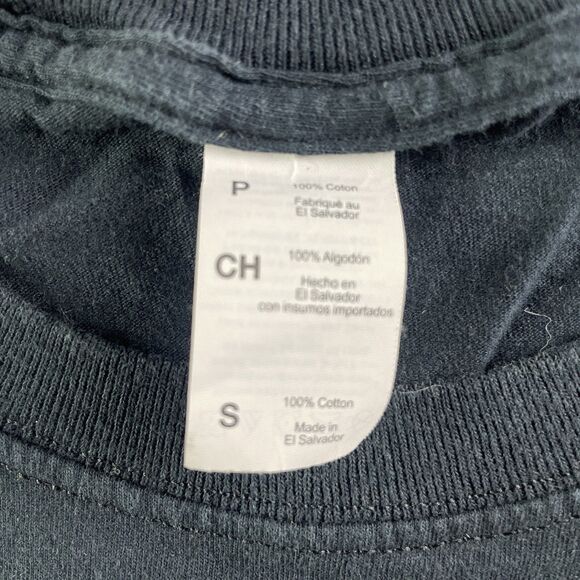 P 100% Coton
Fabriqué au
El Salvador
CH 100% Algodón
Hecho en
El Salvador
con insumos importados
S 100% Cotton
Made in
El Salvador